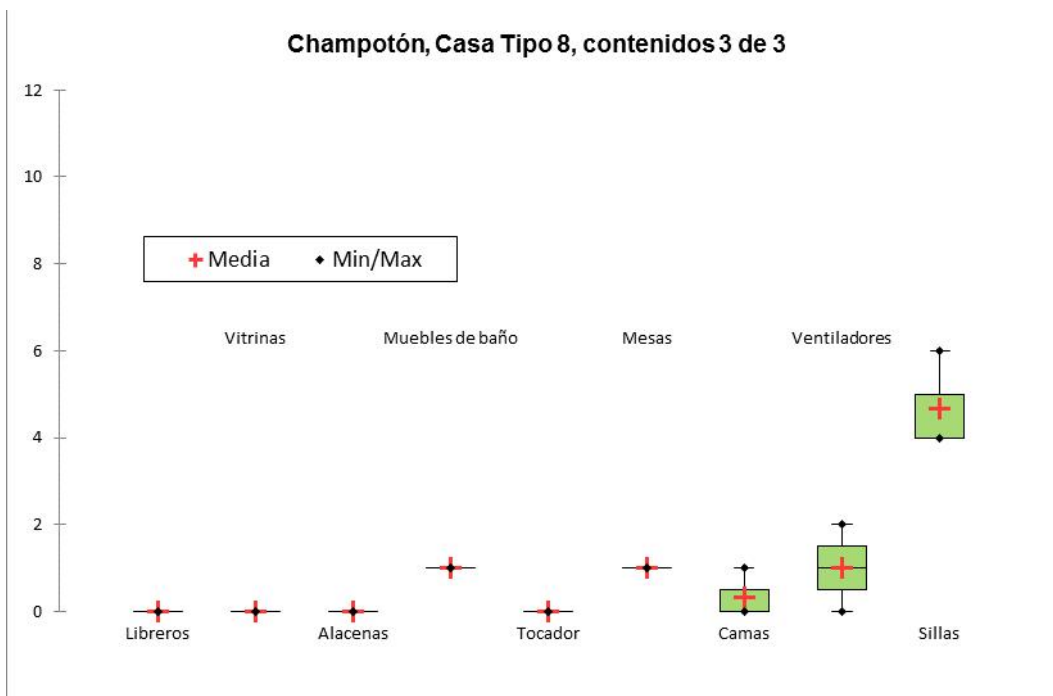 Champotón, Casa Tipo 8, contenidos 3 de 3
12
10
8
Media Min/Max
Vitrinas Muebles de baño Mesas Ventiladores
6
4
2
0
Libreros Alacenas Tocador Camas Sillas